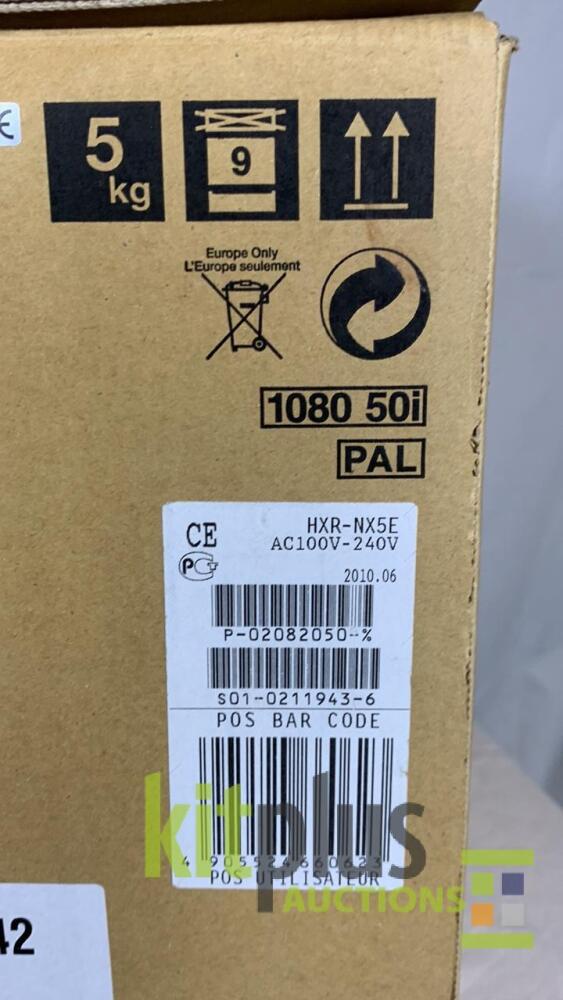 5
kg
9
Europe Only
L'Europe seulement
1080 50i
PAL
CE
HXR-NX5E
AC100V-240V
2010.06
P-02082050-%
S01-0211943-6
POS BAR CODE
4 905524 660623
POS UTILISATEUR
kitplus
AUCTIONS
42